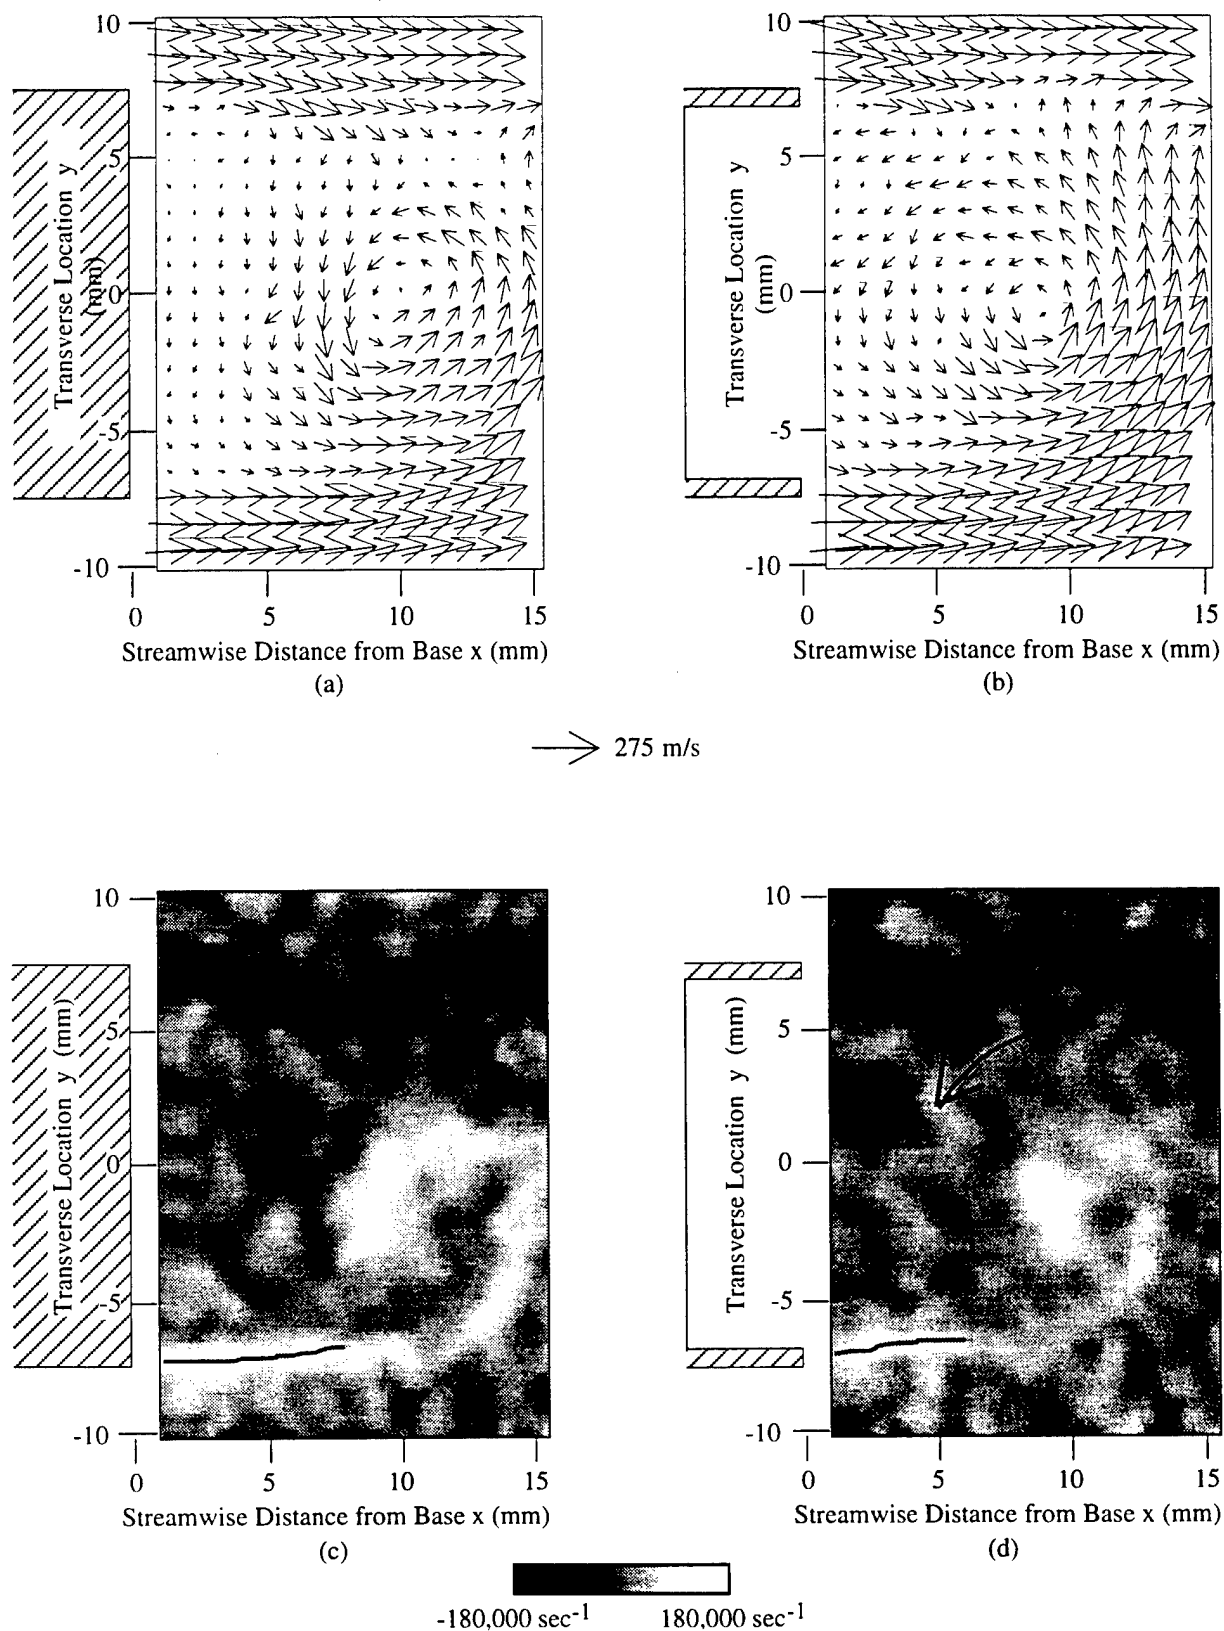 10
5
0
-5
-10
Transverse Location y
(mm)
0
5
10
15
Streamwise Distance from Base x (mm)
(a)
10
5
0
-5
-10
Transverse Location y
(mm)
0
5
10
15
Streamwise Distance from Base x (mm)
(b)
275 m/s
10
5
0
-5
-10
Transverse Location y (mm)
0
5
10
15
Streamwise Distance from Base x (mm)
(c)
10
5
0
-5
-10
Transverse Location y (mm)
0
5
10
15
Streamwise Distance from Base x (mm)
(d)
-180,000 sec-1
180,000 sec-1